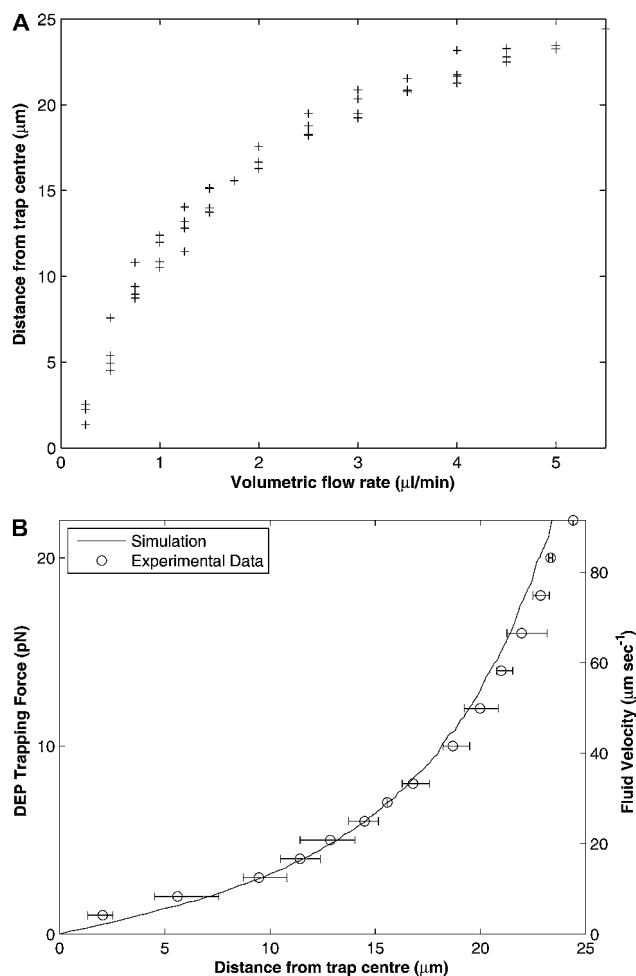 A
25
20
15
10
5
0
Distance from trap centre (μm)
0 1 2 3 4 5
Volumetric flow rate (μl/min)
B
Simulation
Experimental Data
20
10
0
DEP Trapping Force (pN)
80
60
40
20
0
Fluid Velocity (μm sec⁻¹)
0 5 10 15 20 25
Distance from trap centre (μm)